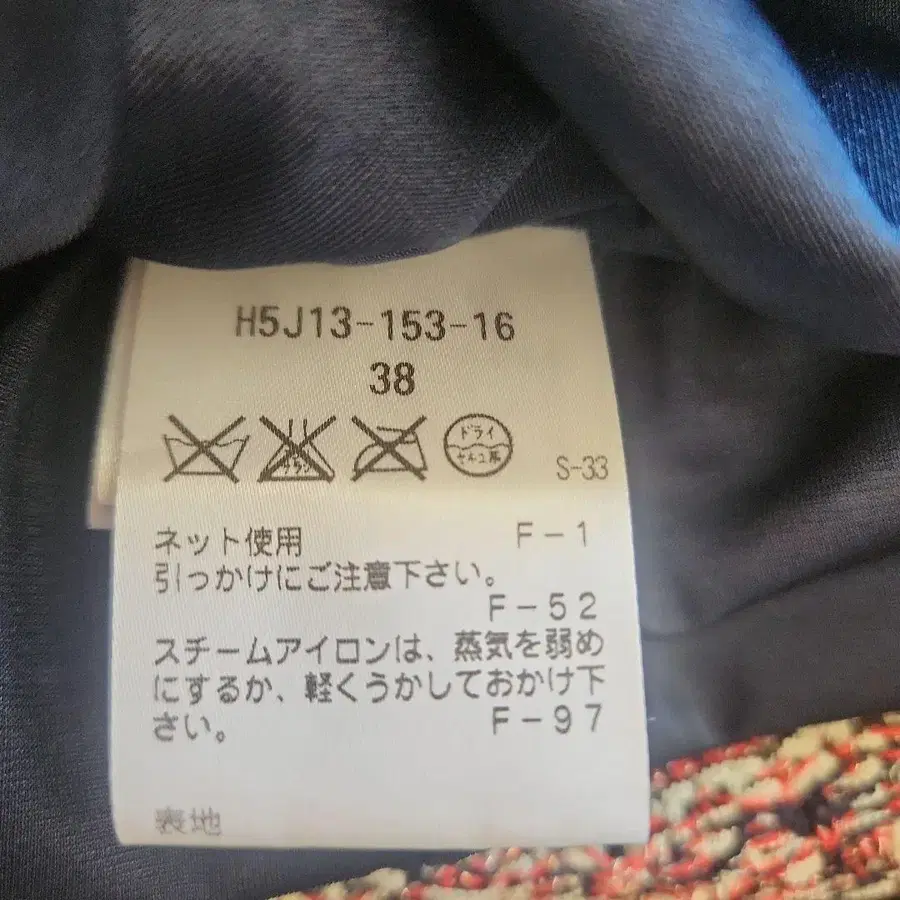 H5J13-153-16
38
ドライ
セキユ系
S-33
ネット使用 F-1
引っかけにご注意下さい。
F-52
スチームアイロンは、蒸気を弱め
にするか、軽くうかしておかけ下
さい。 F-97
表地